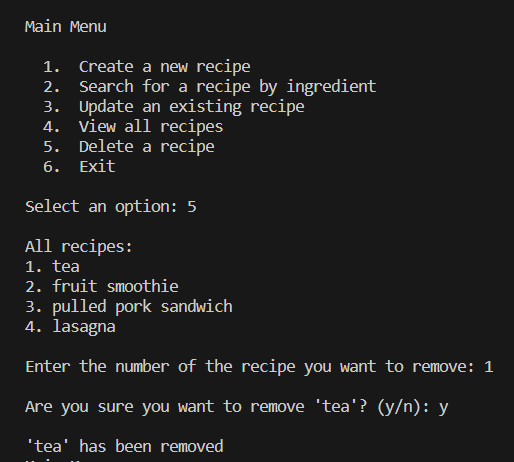 Main Menu
1. Create a new recipe
2. Search for a recipe by ingredient
3. Update an existing recipe
4. View all recipes
5. Delete a recipe
6. Exit
Select an option: 5
All recipes:
1. tea
2. fruit smoothie
3. pulled pork sandwich
4. lasagna
Enter the number of the recipe you want to remove: 1
Are you sure you want to remove 'tea'? (y/n): y
'tea' has been removed